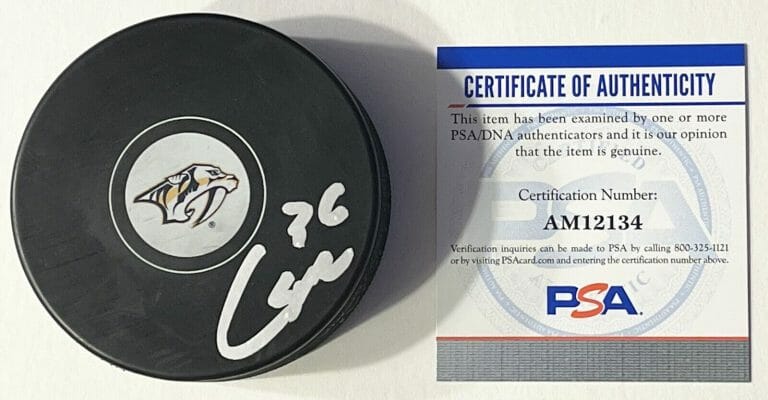 36
CERTIFICATE OF AUTHENTICITY
This item has been examined by one or more
PSA/DNA authenticators and it is our opinion
that the item is genuine.
Certification Number:
AM12134
Verification inquiries can be made to PSA by calling 800-325-1121
or by visiting PSAcard.com and entering the certification number above.
PSA